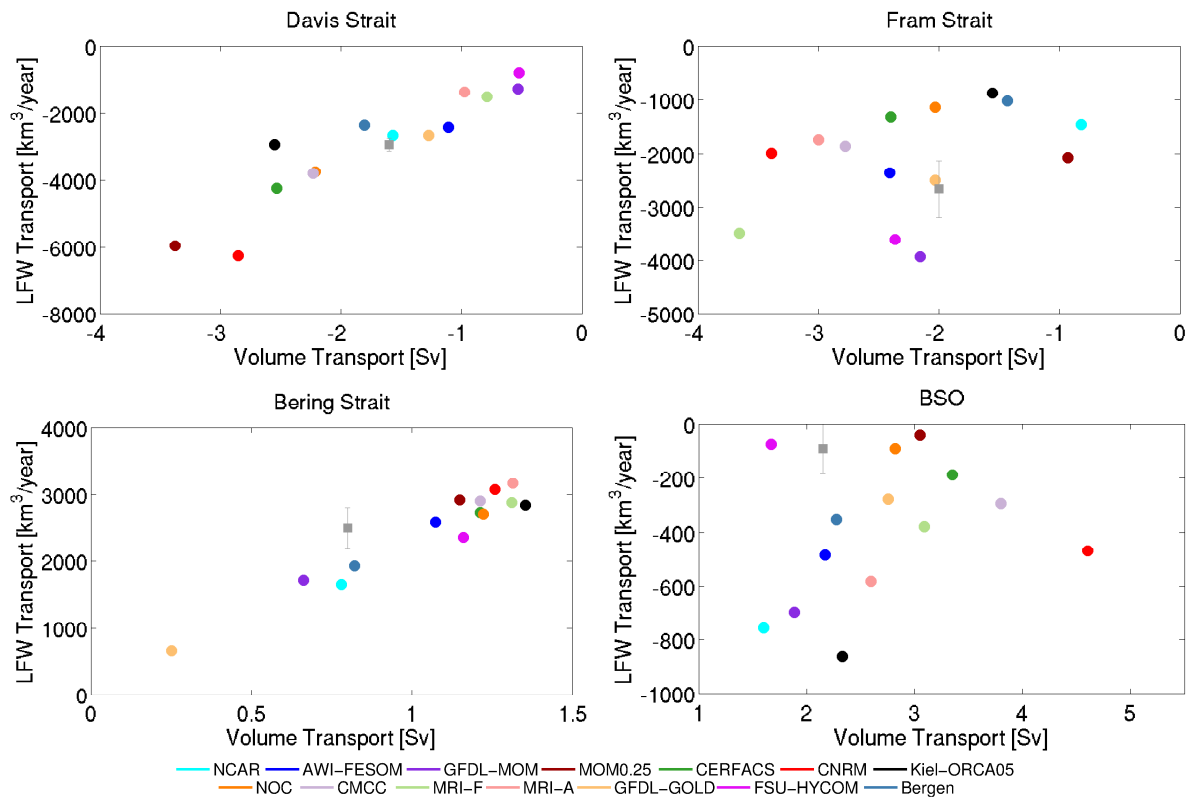 Davis Strait
0
-2000
-4000
-6000
-8000
LFW Transport [km³/year]
-4 -3 -2 -1 0
Volume Transport [Sv]
Fram Strait
0
-1000
-2000
-3000
-4000
-5000
LFW Transport [km³/year]
-4 -3 -2 -1 0
Volume Transport [Sv]
Bering Strait
4000
3000
2000
1000
0
LFW Transport [km³/year]
0 0.5 1 1.5
Volume Transport [Sv]
BSO
0
-200
-400
-600
-800
-1000
LFW Transport [km³/year]
1 2 3 4 5
Volume Transport [Sv]
NCAR AWI-FESOM GFDL-MOM MOM0.25 CERFACS CNRM Kiel-ORCA05
NOC CMCC MRI-F MRI-A GFDL-GOLD FSU-HYCOM Bergen